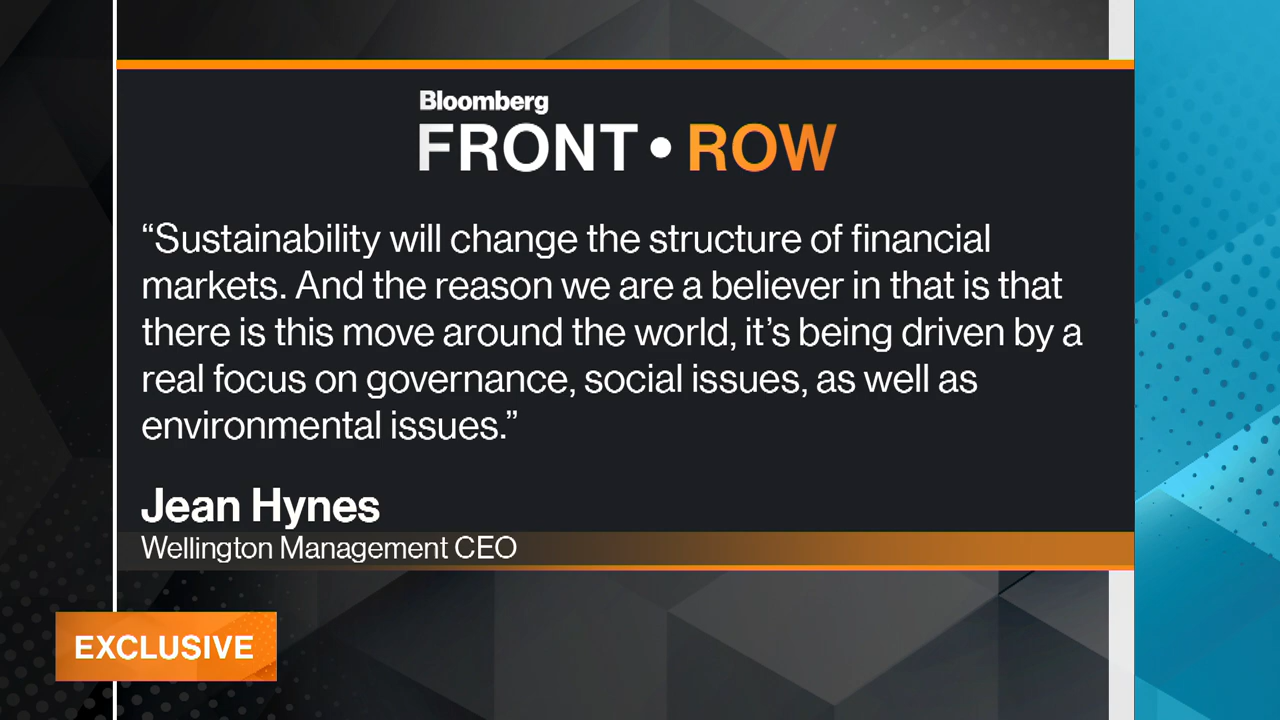 Bloomberg
FRONT • ROW
“Sustainability will change the structure of financial
markets. And the reason we are a believer in that is that
there is this move around the world, it’s being driven by a
real focus on governance, social issues, as well as
environmental issues.”
Jean Hynes
Wellington Management CEO
EXCLUSIVE